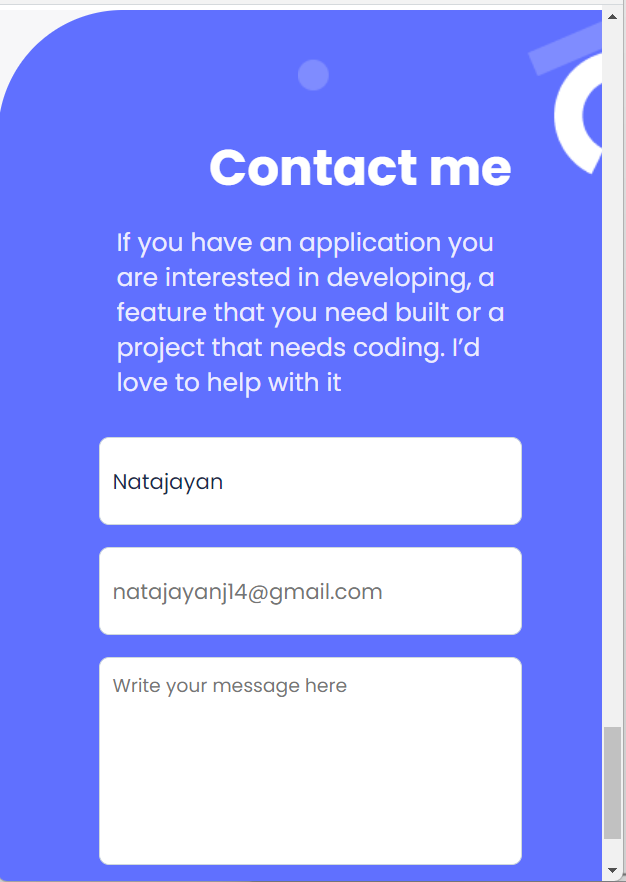 Contact me
If you have an application you
are interested in developing, a
feature that you need built or a
project that needs coding. I’d
love to help with it
Natajayan
natajayanj14@gmail.com
Write your message here